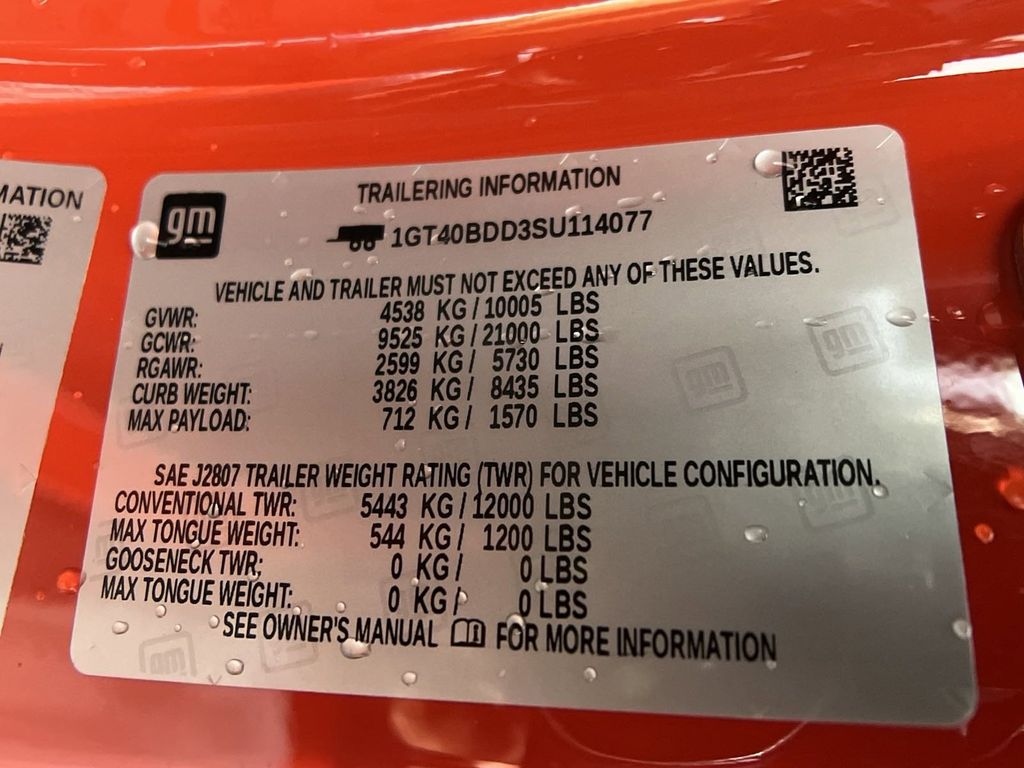 MATION
gm
TRAILERING INFORMATION
1GT40BDD3SU114077
VEHICLE AND TRAILER MUST NOT EXCEED ANY OF THESE VALUES.
GVWR: 4538 KG / 10005 LBS
GCWR: 9525 KG / 21000 LBS
RGAWR: 2599 KG / 5730 LBS
CURB WEIGHT: 3826 KG / 8435 LBS
MAX PAYLOAD: 712 KG / 1570 LBS
SAE J2807 TRAILER WEIGHT RATING (TWR) FOR VEHICLE CONFIGURATION.
CONVENTIONAL TWR: 5443 KG / 12000 LBS
MAX TONGUE WEIGHT: 544 KG / 1200 LBS
GOOSENECK TWR: 0 KG / 0 LBS
MAX TONGUE WEIGHT: 0 KG / 0 LBS
SEE OWNER'S MANUAL FOR MORE INFORMATION
gm
gm
gm